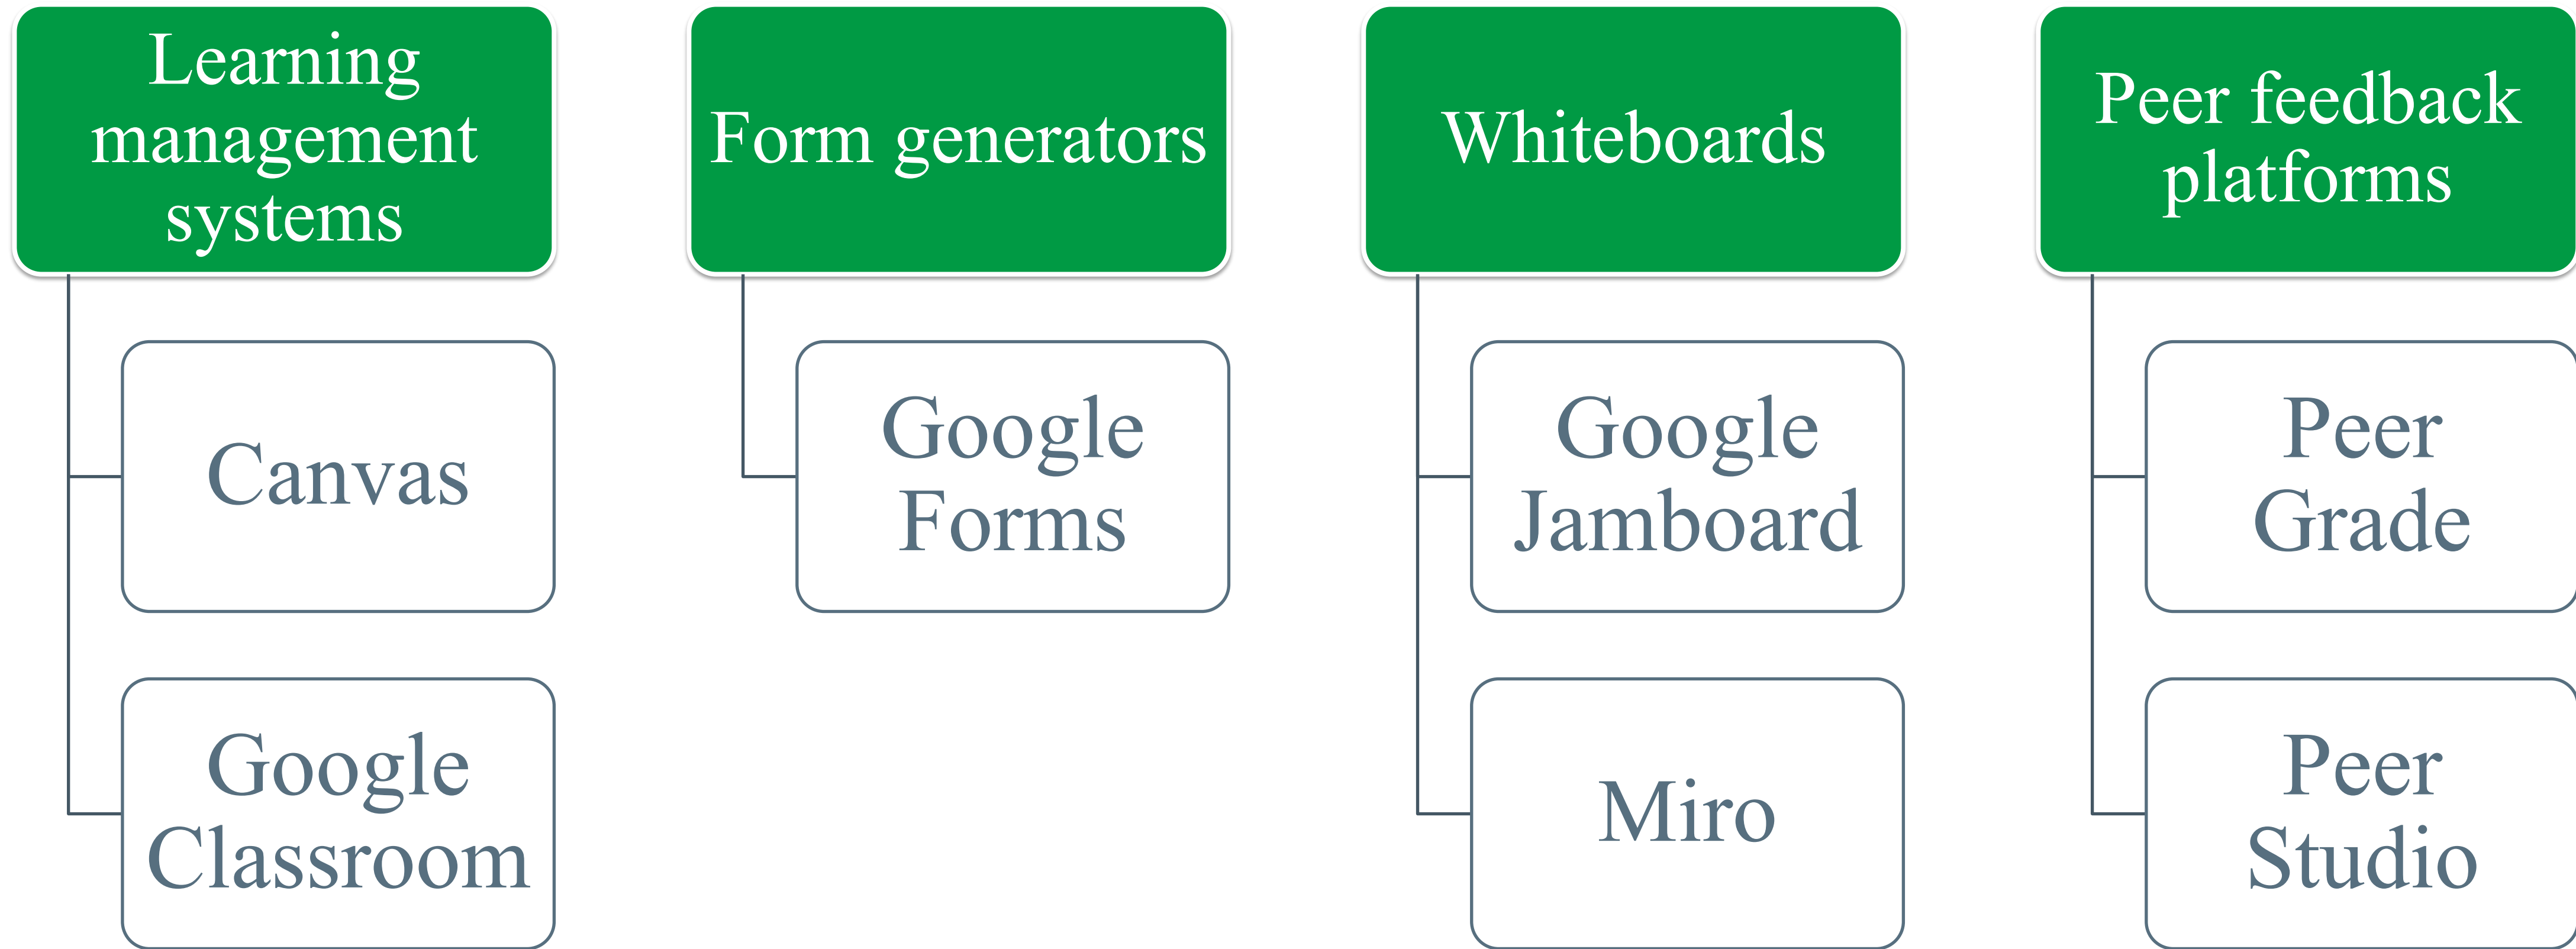 Learning
management
systems
Canvas
Google
Classroom
Form generators
Google
Forms
Whiteboards
Google
Jamboard
Miro
Peer feedback
platforms
Peer
Grade
Peer
Studio